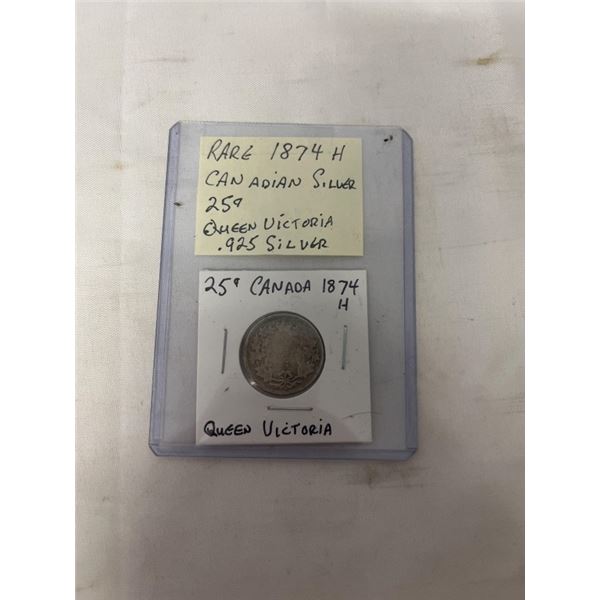 RARE 1874 H
CANADIAN SILVER
25¢
QUEEN VICTORIA
.925 SILVER
25¢ CANADA 1874
H
QUEEN VICTORIA